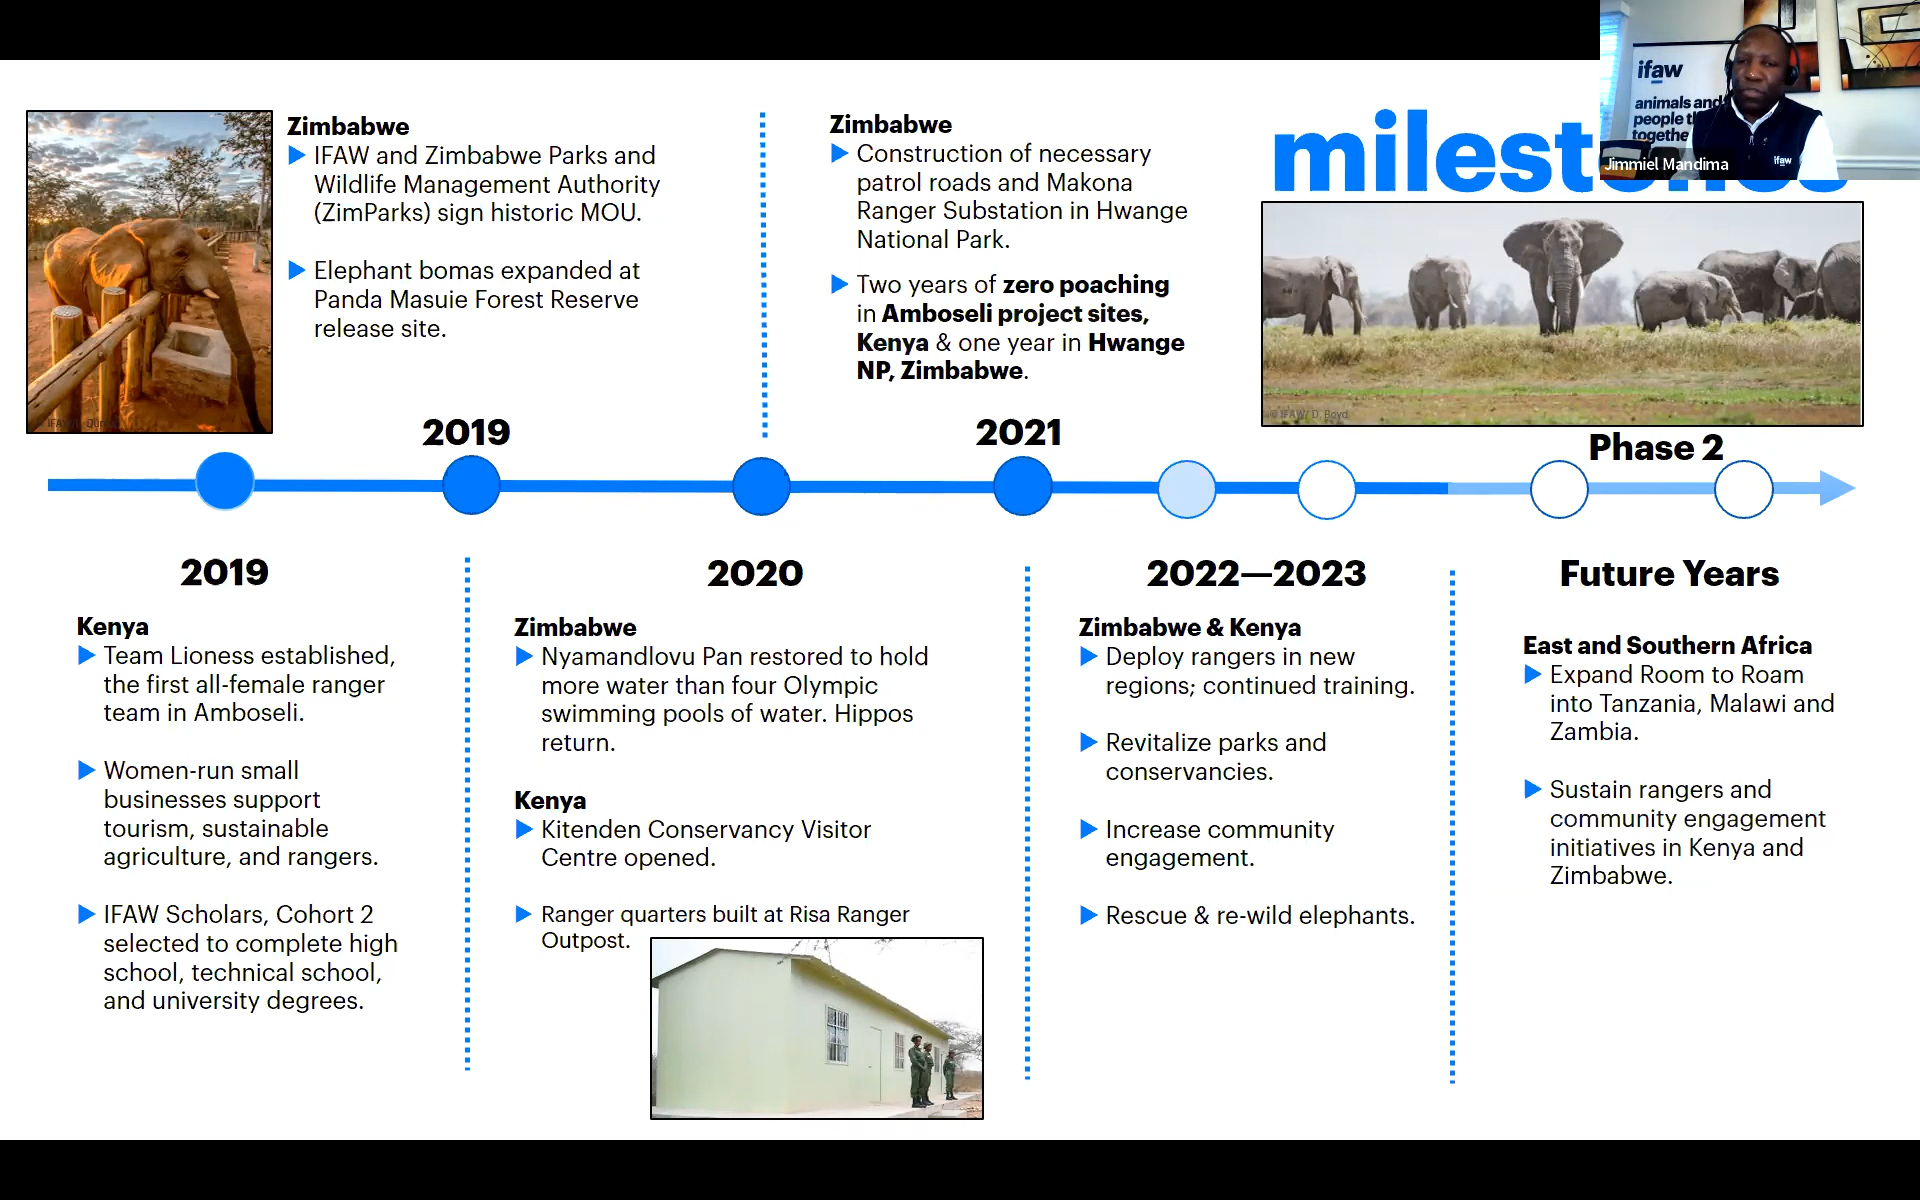 ifaw
animals and
people t
togethe
ifaw
Jimmiel Mandima
milest
Zimbabwe
IFAW and Zimbabwe Parks and
Wildlife Management Authority
(ZimParks) sign historic MOU.
Elephant bomas expanded at
Panda Masuie Forest Reserve
release site.
2019
Zimbabwe
Construction of necessary
patrol roads and Makona
Ranger Substation in Hwange
National Park.
Two years of zero poaching
in Amboseli project sites,
Kenya & one year in Hwange
NP, Zimbabwe.
2021
© IFAW/ D. Boyd
Phase 2
2019
Kenya
Team Lioness established,
the first all-female ranger
team in Amboseli.
Women-run small
businesses support
tourism, sustainable
agriculture, and rangers.
IFAW Scholars, Cohort 2
selected to complete high
school, technical school,
and university degrees.
2020
Zimbabwe
Nyamandlovu Pan restored to hold
more water than four Olympic
swimming pools of water. Hippos
return.
Kenya
Kitenden Conservancy Visitor
Centre opened.
Ranger quarters built at Risa Ranger
Outpost.
2022—2023
Zimbabwe & Kenya
Deploy rangers in new
regions; continued training.
Revitalize parks and
conservancies.
Increase community
engagement.
Rescue & re-wild elephants.
Future Years
East and Southern Africa
Expand Room to Roam
into Tanzania, Malawi and
Zambia.
Sustain rangers and
community engagement
initiatives in Kenya and
Zimbabwe.